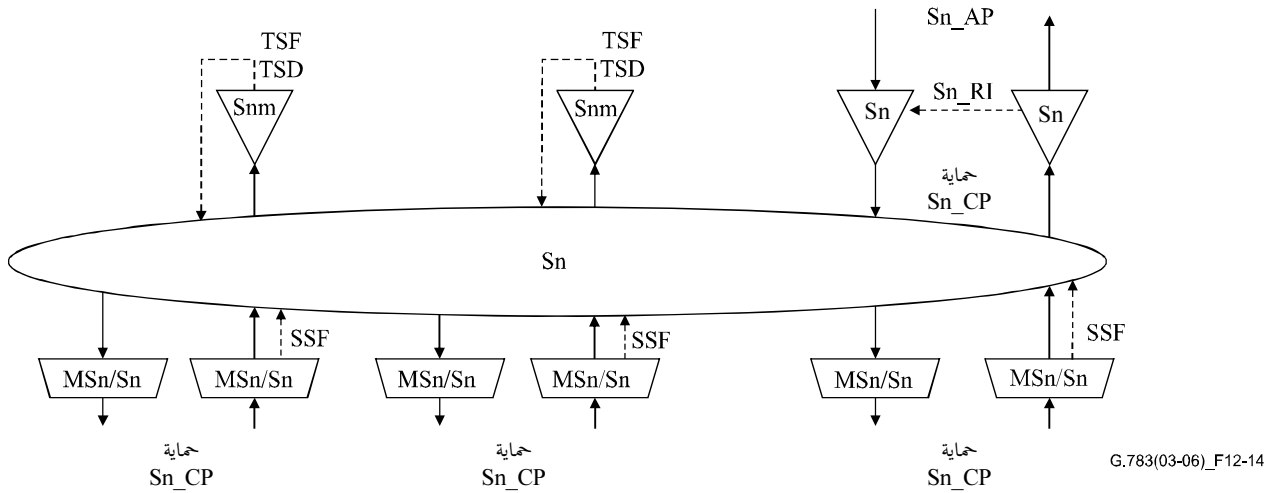 Sn_AP
TSF
TSD
TSF
TSD
Snm
Snm
Sn
Sn_RI
Sn
حماية
Sn_CP
Sn
SSF
SSF
SSF
MSn/Sn
MSn/Sn
MSn/Sn
MSn/Sn
MSn/Sn
MSn/Sn
حماية
Sn_CP
حماية
Sn_CP
حماية
Sn_CP
G.783(03-06)_F12-14